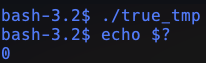 bash-3.2$ ./true_tmp
bash-3.2$ echo $?
0